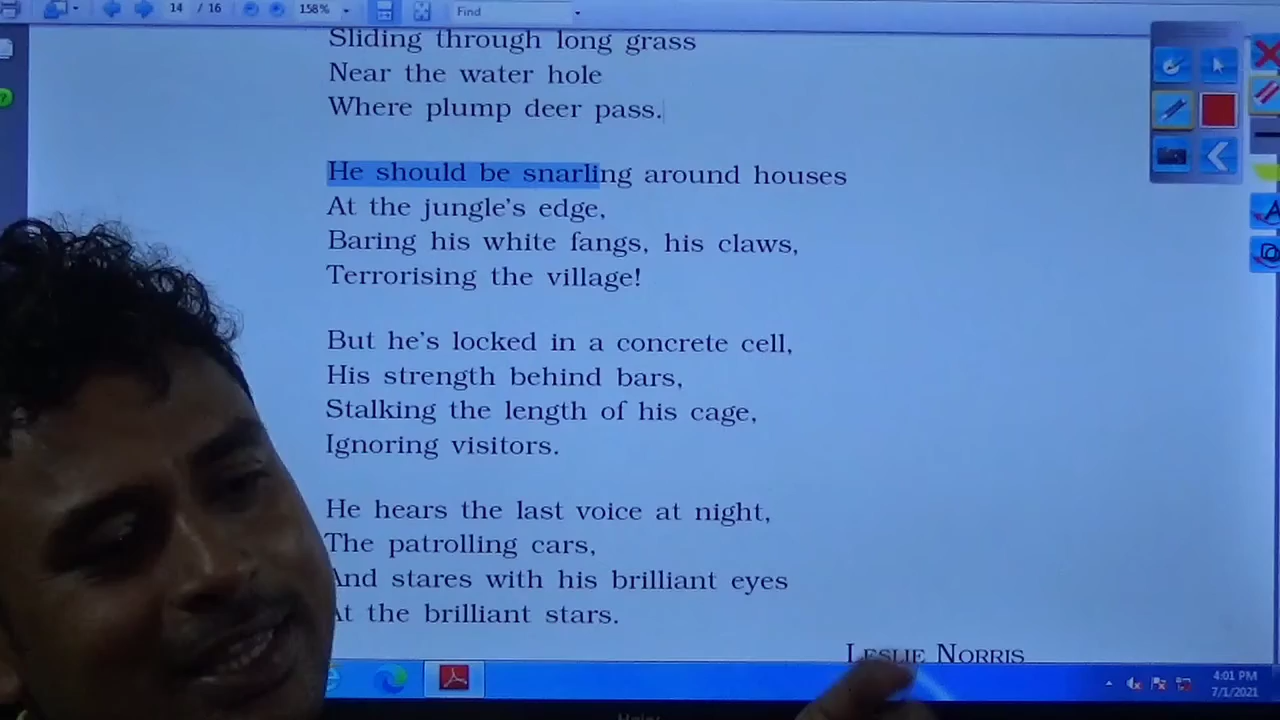 14 / 16
158%
Find
Sliding through long grass
Near the water hole
Where plump deer pass.
He should be snarling around houses
At the jungle's edge,
Baring his white fangs, his claws,
Terrorising the village!
But he's locked in a concrete cell,
His strength behind bars,
Stalking the length of his cage,
Ignoring visitors.
He hears the last voice at night,
The patrolling cars,
And stares with his brilliant eyes
At the brilliant stars.
LESLIE NORRIS
4:01 PM
7/1/2021